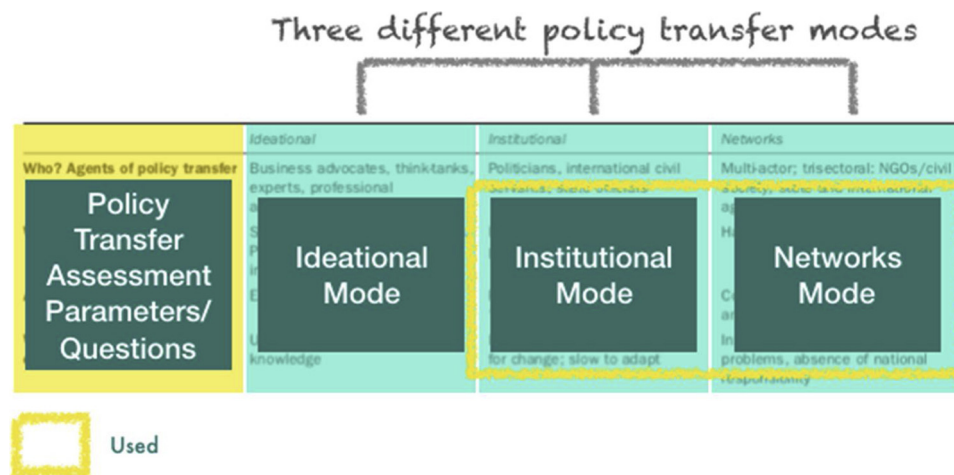 Three different policy transfer modes
Ideational
Institutional
Networks
Who? Agents of policy transfer
Business advocates, think-tanks,
experts, professional
Politicians, international civil
Multi-actor; trisectoral: NGOs/civil
Policy
Transfer
Assessment
Parameters/
Questions
Ideational
Mode
Institutional
Mode
Networks
Mode
knowledge
for change; slow to adapt
problems, absence of national
responsibility
Used